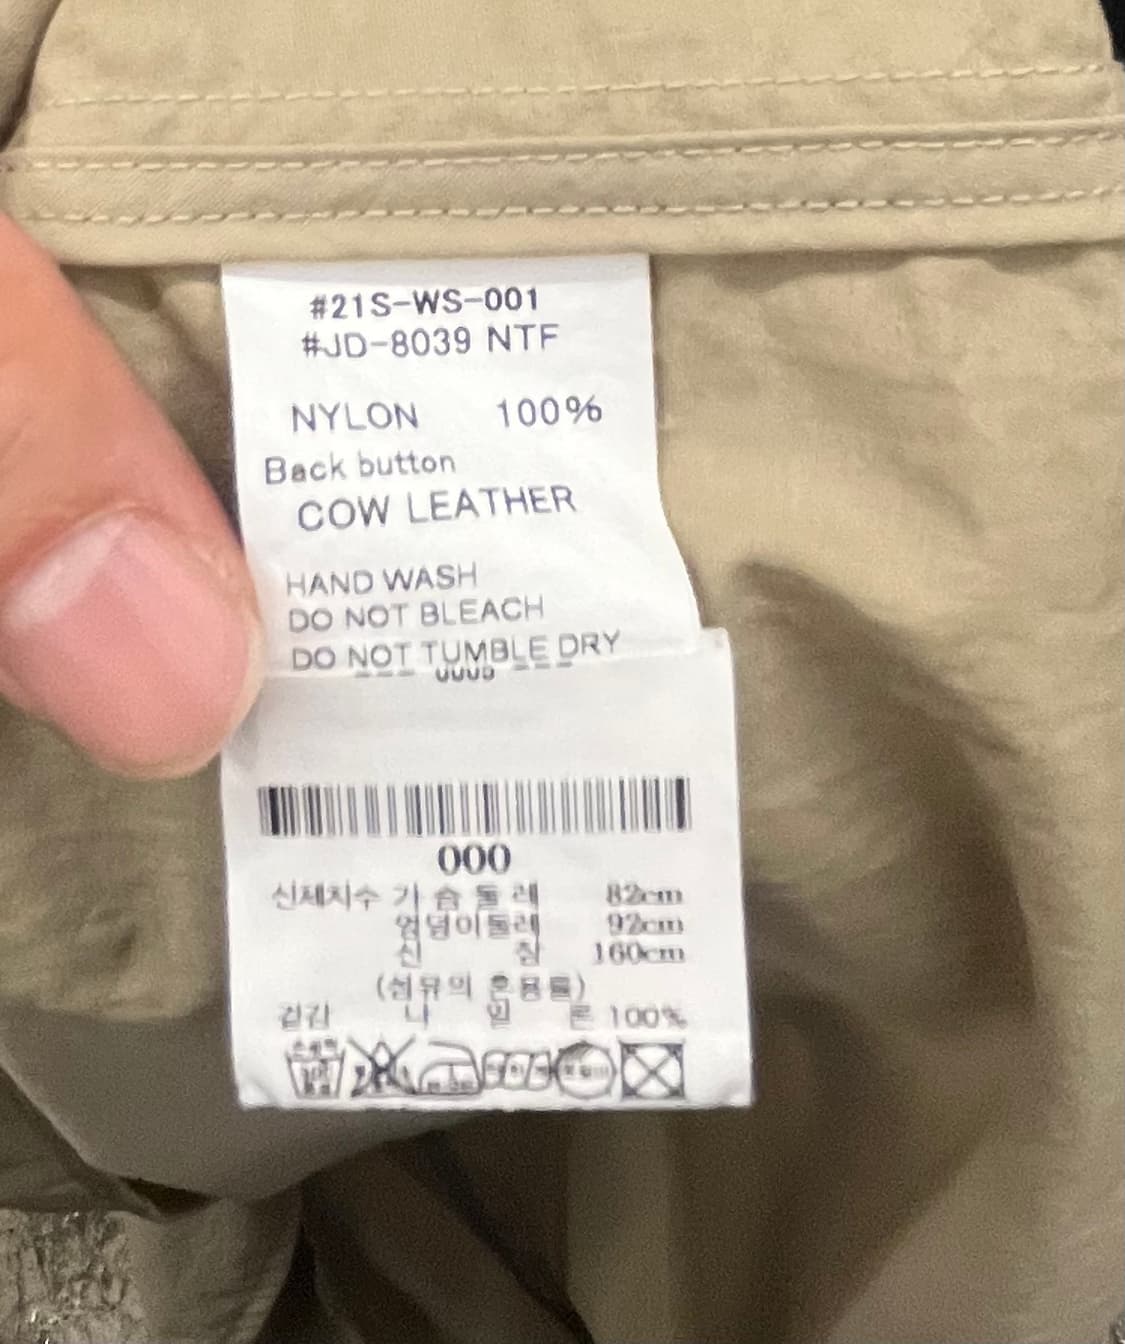 #21S-WS-001
#JD-8039 NTF
NYLON 100%
Back button
COW LEATHER
HAND WASH
DO NOT BLEACH
DO NOT TUMBLE DRY
000
신체치수 가슴둘레 82cm
엉덩이둘레 92cm
신장 160cm
(섬유의 혼용률)
겉감 나일론 100%